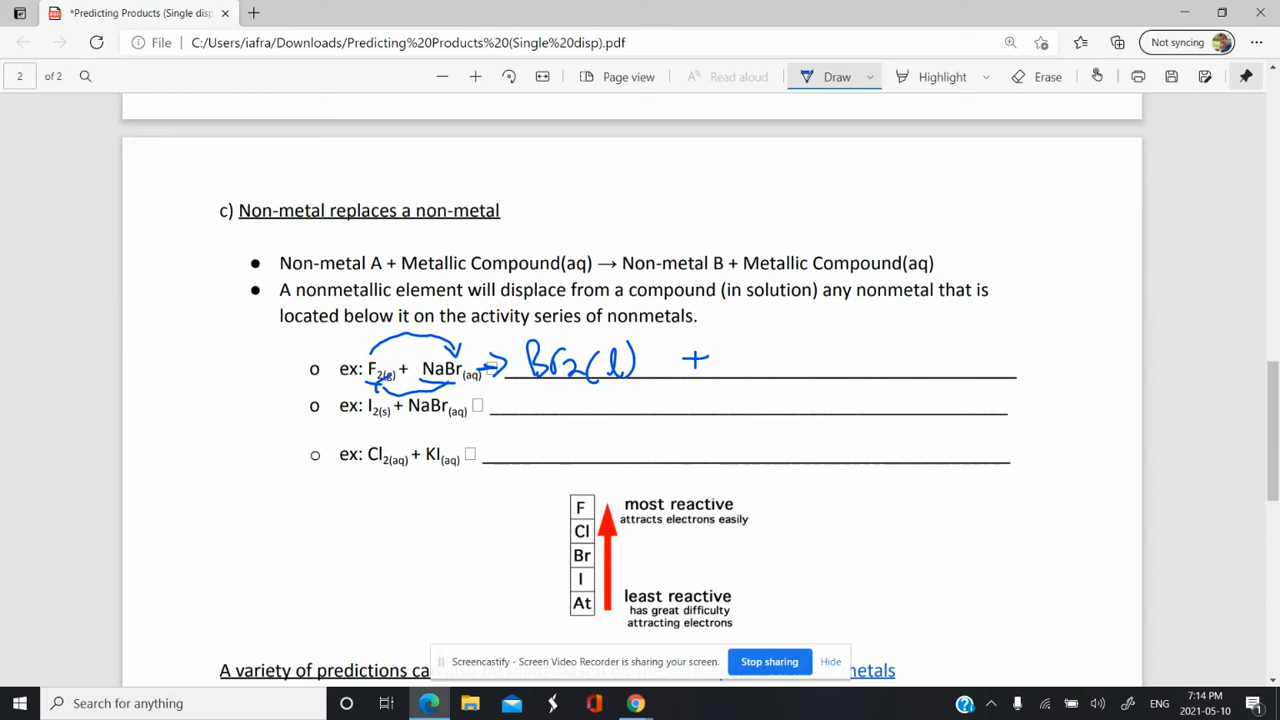 *Predicting Products (Single disp
File C:/Users/iafra/Downloads/Predicting%20Products%20(Single%20disp).pdf
Not syncing
2 of 2 Page view Read aloud Draw Highlight Erase
c) Non-metal replaces a non-metal
● Non-metal A + Metallic Compound(aq) → Non-metal B + Metallic Compound(aq)
● A nonmetallic element will displace from a compound (in solution) any nonmetal that is
located below it on the activity series of nonmetals.
o ex: F2(g) + NaBr(aq) → Br2(l) +
o ex: I2(s) + NaBr(aq)
o ex: Cl2(aq) + KI(aq)
F most reactive
attracts electrons easily
Cl
Br
I
least reactive
At has great difficulty
attracting electrons
Screencastify - Screen Video Recorder is sharing your screen. Stop sharing Hide
A variety of predictions
Type here to search
ENG
7:14 PM
2021-05-10